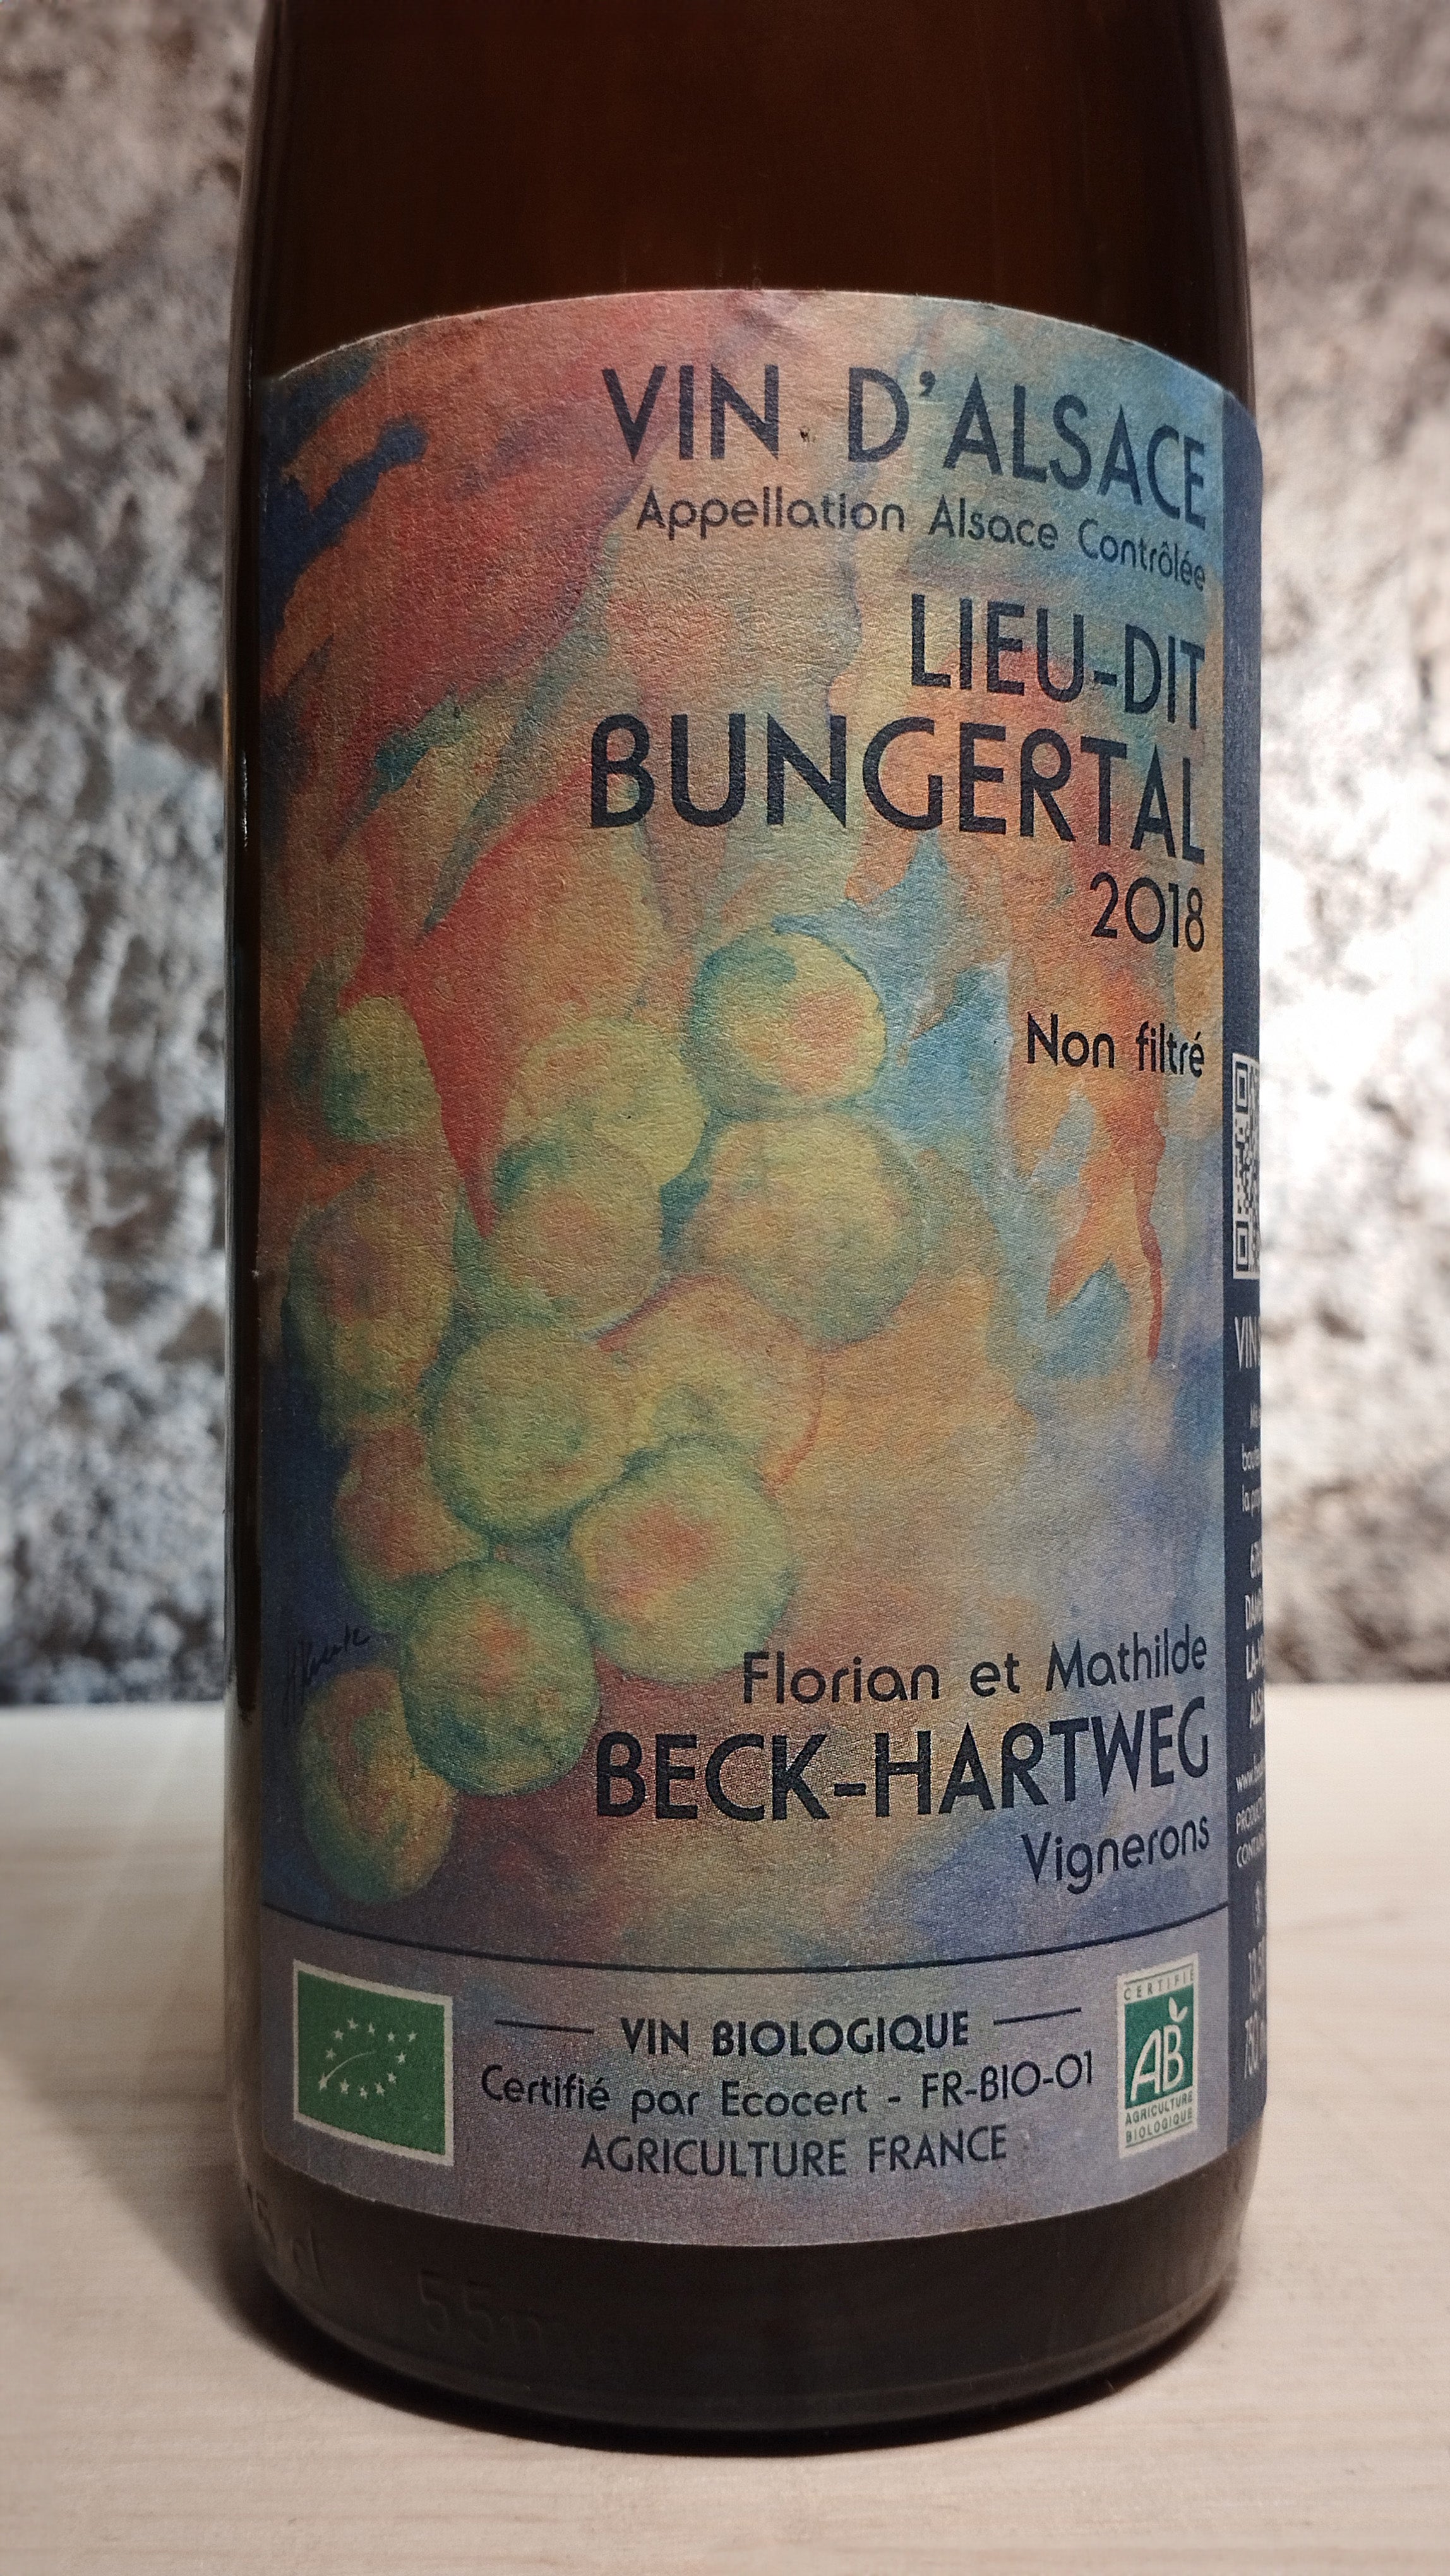 VIN D'ALSACE
Appellation Alsace Contrôlée
LIEU-DIT
BUNGERTAL
2018
Non filtré
Florian et Mathilde
BECK-HARTWEG
Vignerons
VIN BIOLOGIQUE
Certifié par Ecocert - FR-BIO-01
AGRICULTURE FRANCE
CERTIFIÉ
AB
AGRICULTURE
BIOLOGIQUE
VIN